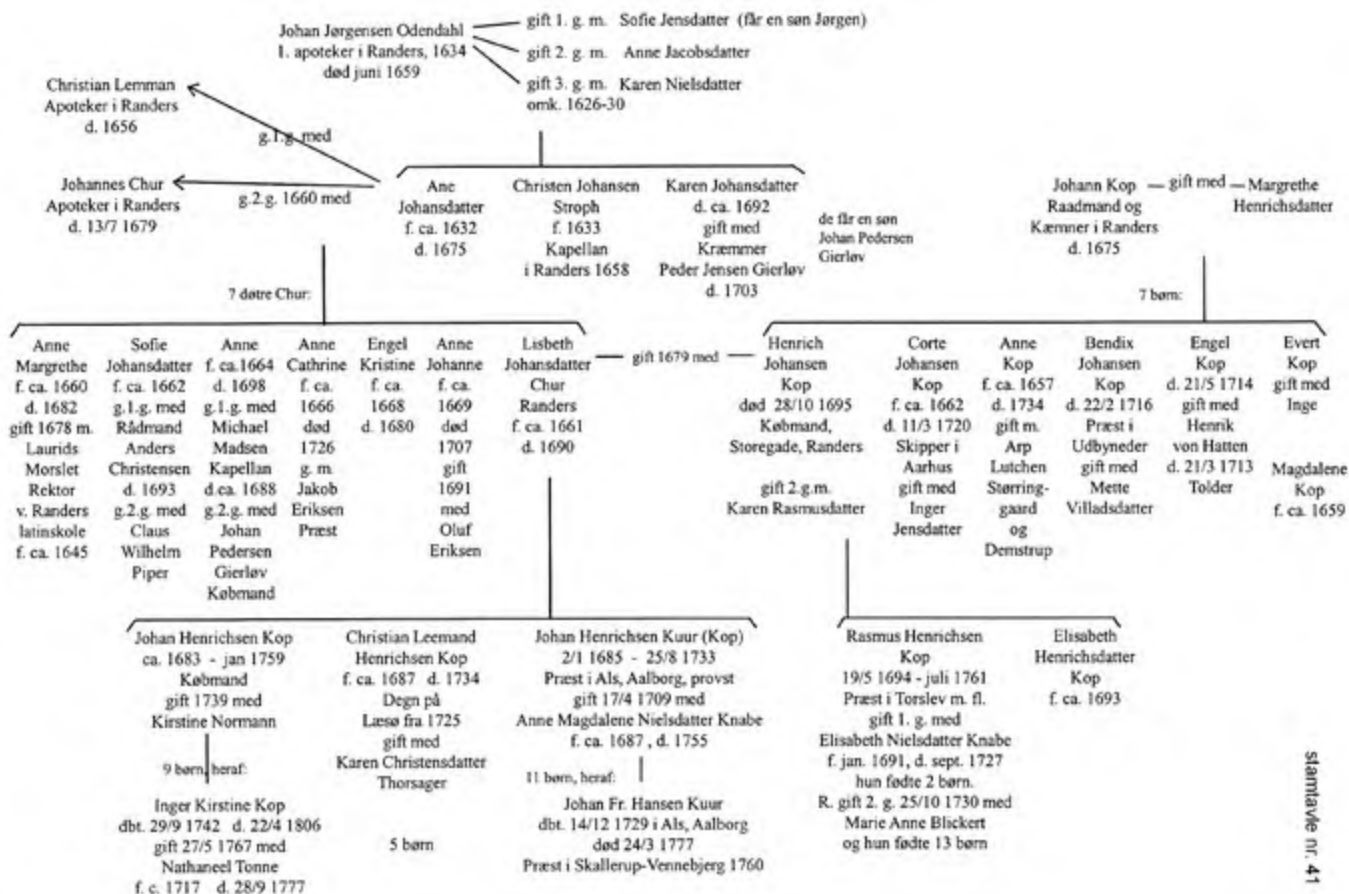 Johan Jørgensen Odendahl
1. apoteker i Randers, 1634
død juni 1659
gift 1. g. m. Sofie Jensdatter (får en søn Jørgen)
gift 2. g. m. Anne Jacobsdatter
gift 3. g. m. Karen Nielsdatter
omk. 1626-30
Christian Lemman
Apoteker i Randers
d. 1656
g.1.g. med
Johannes Chur
Apoteker i Randers
d. 13/7 1679
g.2.g. 1660 med
Ane
Johansdatter
f. ca. 1632
d. 1675
Christen Johansen
Stroph
f. 1633
Kapellan
i Randers 1658
Karen Johansdatter
d. ca. 1692
gift med
Kræmmer
Peder Jensen Gierløv
d. 1703
de får en søn
Johan Pedersen
Gierløv
Johann Kop
Raadmand og
Kæmner i Randers
d. 1675
gift med
Margrethe
Henrichsdatter
7 døtre Chur:
7 børn:
Anne
Margrethe
f. ca. 1660
d. 1682
gift 1678 m.
Laurids
Morslet
Rektor
v. Randers
latinskole
f. ca. 1645
Sofie
Johansdatter
f. ca. 1662
g.1.g. med
Rådmand
Anders
Christensen
d. 1693
g.2.g. med
Claus
Wilhelm
Piper
Anne
f. ca.1664
d. 1698
g.1.g. med
Michael
Madsen
Kapellan
d.ca. 1688
g.2.g. med
Johan
Pedersen
Gierløv
Købmand
Anne
Cathrine
f. ca.
1666
død
1726
g. m.
Jakob
Eriksen
Præst
Engel
Kristine
f. ca.
1668
d. 1680
Anne
Johanne
f. ca.
1669
død
1707
gift
1691
med
Oluf
Eriksen
Lisbeth
Johansdatter
Chur
Randers
f. ca. 1661
d. 1690
gift 1679 med
Henrich
Johansen
Kop
død 28/10 1695
Købmand,
Storegade, Randers
gift 2.g.m.
Karen Rasmusdatter
Corte
Johansen
Kop
f. ca. 1662
d. 11/3 1720
Skipper i
Aarhus
gift med
Inger
Jensdatter
Anne
Kop
f. ca. 1657
d. 1734
gift m.
Arp
Lutchen
Størring-
gaard
og
Demstrup
Bendix
Johansen
Kop
d. 22/2 1716
Præst i
Udbyneder
gift med
Mette
Villadsdatter
Engel
Kop
d. 21/5 1714
gift med
Henrik
von Hatten
d. 21/3 1713
Tolder
Evert
Kop
gift med
Inge
Magdalene
Kop
f. ca. 1659
Johan Henrichsen Kop
ca. 1683 - jan 1759
Købmand
gift 1739 med
Kirstine Normann
9 børn, heraf:
Inger Kirstine Kop
dbt. 29/9 1742 d. 22/4 1806
gift 27/5 1767 med
Nathaneel Tonne
f. c. 1717 d. 28/9 1777
Christian Leemand
Henrichsen Kop
f. ca. 1687 d. 1734
Degn på
Læsø fra 1725
gift med
Karen Christensdatter
Thorsager
5 børn
Johan Henrichsen Kuur (Kop)
2/1 1685 - 25/8 1733
Præst i Als, Aalborg, provst
gift 17/4 1709 med
Anne Magdalene Nielsdatter Knabe
f. ca. 1687 , d. 1755
11 børn, heraf:
Johan Fr. Hansen Kuur
dbt. 14/12 1729 i Als, Aalborg
død 24/3 1777
Præst i Skallerup-Vennebjerg 1760
Rasmus Henrichsen
Kop
19/5 1694 - juli 1761
Præst i Torslev m. fl.
gift 1. g. med
Elisabeth Nielsdatter Knabe
f. jan. 1691, d. sept. 1727
hun fødte 2 børn.
R. gift 2. g. 25/10 1730 med
Marie Anne Blickert
og hun fødte 13 børn
Elisabeth
Henrichsdatter
Kop
f. ca. 1693
stamtavle nr. 41